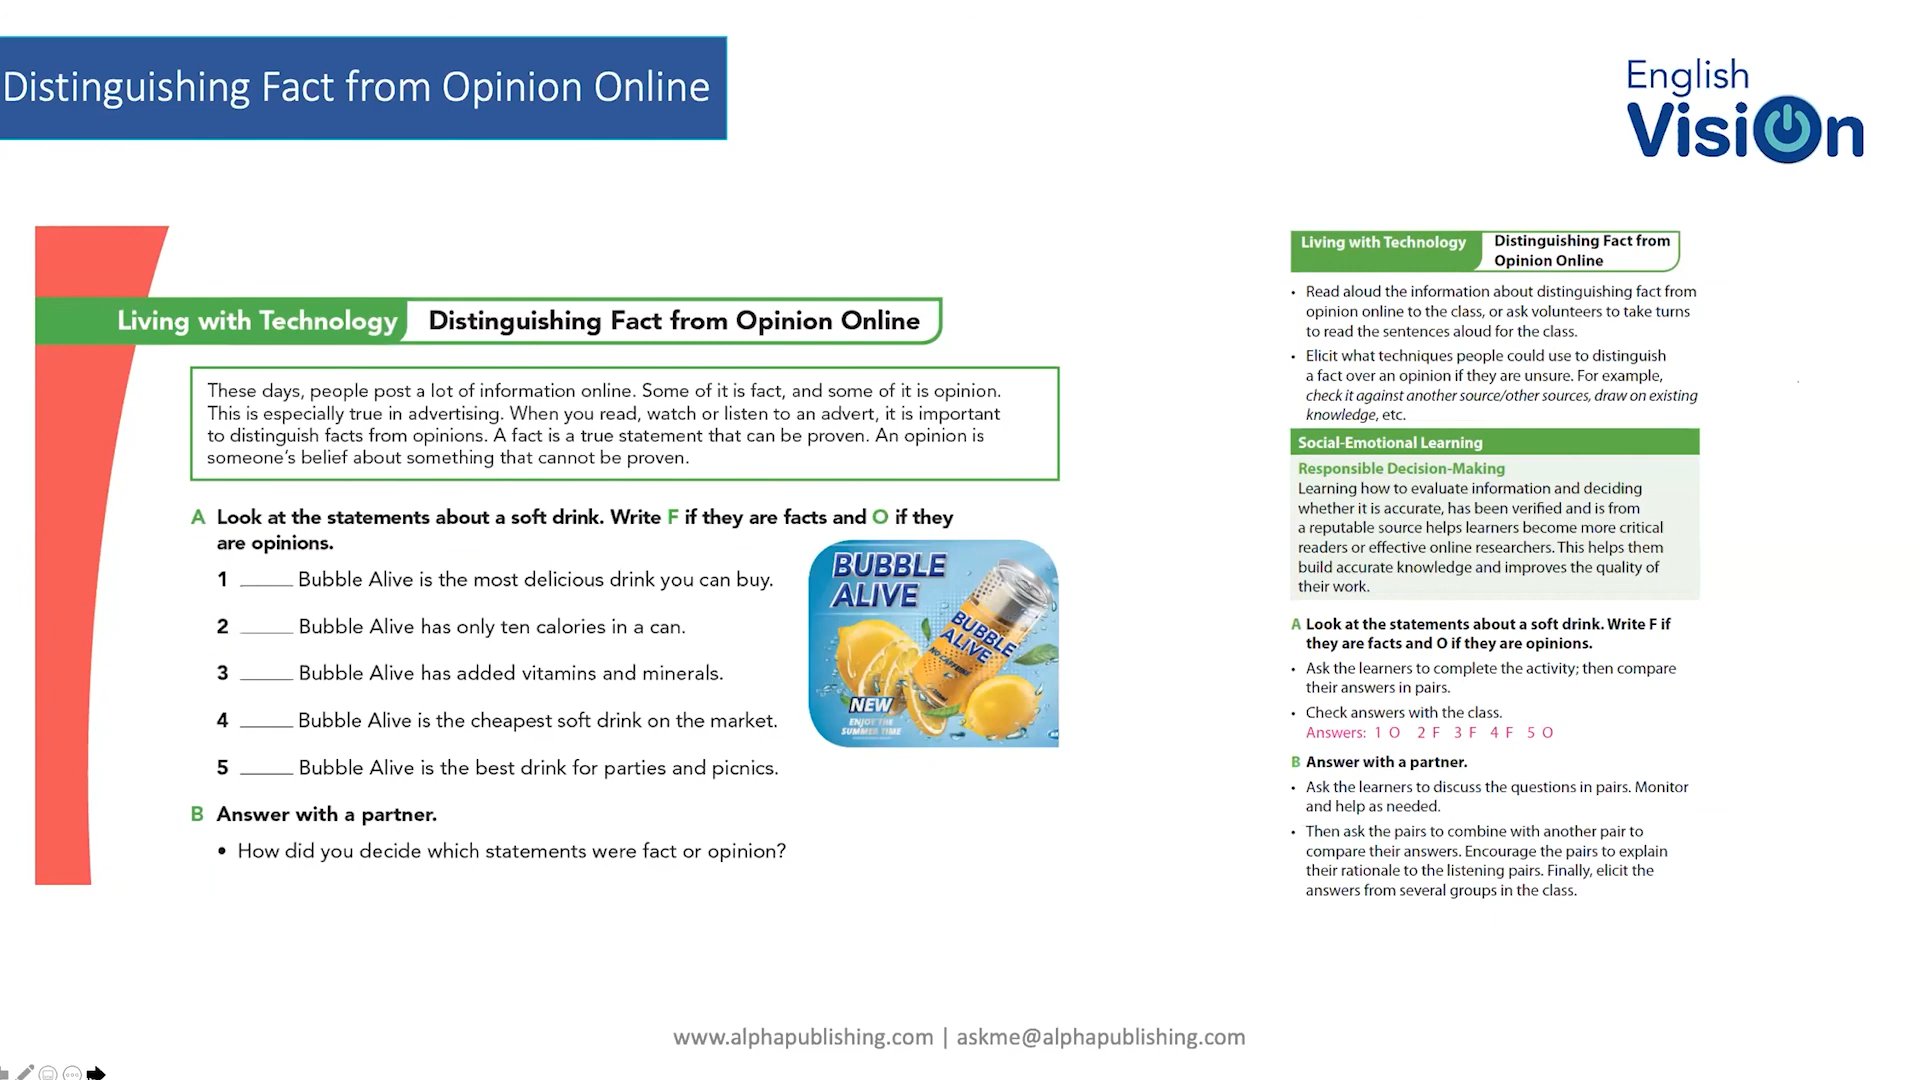 Distinguishing Fact from Opinion Online
English
VisiOn
Living with Technology
Distinguishing Fact from Opinion Online
These days, people post a lot of information online. Some of it is fact, and some of it is opinion.
This is especially true in advertising. When you read, watch or listen to an advert, it is important
to distinguish facts from opinions. A fact is a true statement that can be proven. An opinion is
someone's belief about something that cannot be proven.
A Look at the statements about a soft drink. Write F if they are facts and O if they
are opinions.
1 _____ Bubble Alive is the most delicious drink you can buy.
2 _____ Bubble Alive has only ten calories in a can.
3 _____ Bubble Alive has added vitamins and minerals.
4 _____ Bubble Alive is the cheapest soft drink on the market.
5 _____ Bubble Alive is the best drink for parties and picnics.
BUBBLE
ALIVE
BUBBLE
ALIVE
NO CAFFEINE
NEW
ENJOY THE
SUMMER TIME
B Answer with a partner.
• How did you decide which statements were fact or opinion?
Living with Technology
Distinguishing Fact from
Opinion Online
• Read aloud the information about distinguishing fact from
opinion online to the class, or ask volunteers to take turns
to read the sentences aloud for the class.
• Elicit what techniques people could use to distinguish
a fact over an opinion if they are unsure. For example,
check it against another source/other sources, draw on existing
knowledge, etc.
Social-Emotional Learning
Responsible Decision-Making
Learning how to evaluate information and deciding
whether it is accurate, has been verified and is from
a reputable source helps learners become more critical
readers or effective online researchers. This helps them
build accurate knowledge and improves the quality of
their work.
A Look at the statements about a soft drink. Write F if
they are facts and O if they are opinions.
• Ask the learners to complete the activity; then compare
their answers in pairs.
• Check answers with the class.
Answers: 1 O 2 F 3 F 4 F 5 O
B Answer with a partner.
• Ask the learners to discuss the questions in pairs. Monitor
and help as needed.
• Then ask the pairs to combine with another pair to
compare their answers. Encourage the pairs to explain
their rationale to the listening pairs. Finally, elicit the
answers from several groups in the class.
www.alphapublishing.com | askme@alphapublishing.com